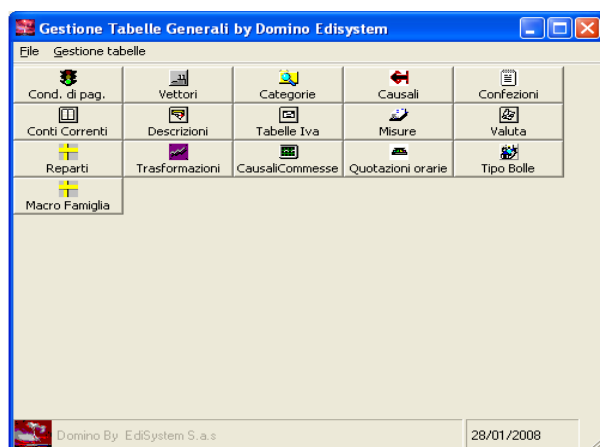 Gestione Tabelle Generali by Domino Edisystem
File Gestione tabelle
Cond. di pag. Vettori Categorie Causali Confezioni
Conti Correnti Descrizioni Tabelle Iva Misure Valuta
Reparti Trasformazioni CausaliCommesse Quotazioni orarie Tipo Bolle
Macro Famiglia
Domino By EdiSystem S.a.s 28/01/2008